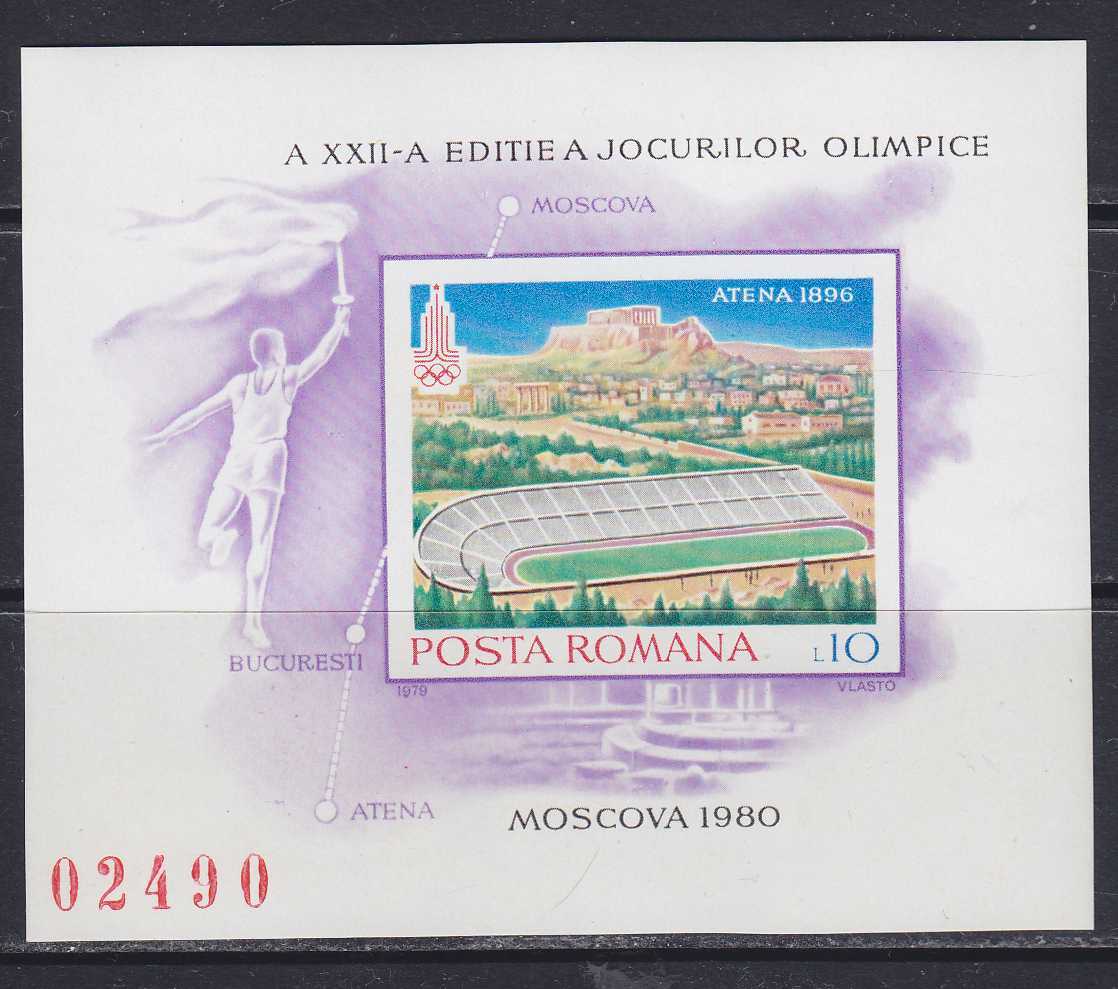 A XXII-A EDITIE A JOCURILOR OLIMPICE
MOSCOVA
ATENA 1896
POSTA ROMANA L10
BUCURESTI
1979 VLASTO
ATENA
MOSCOVA 1980
02490